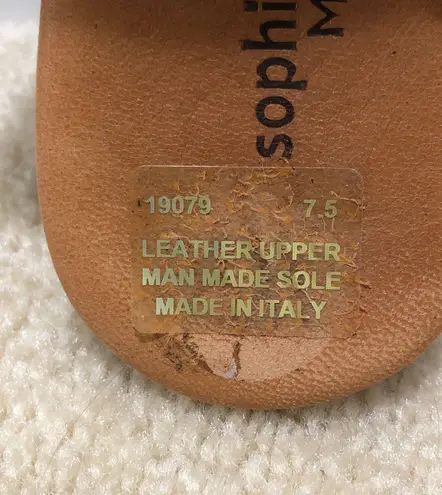 sophi
M
19079 7.5
LEATHER UPPER
MAN MADE SOLE
MADE IN ITALY